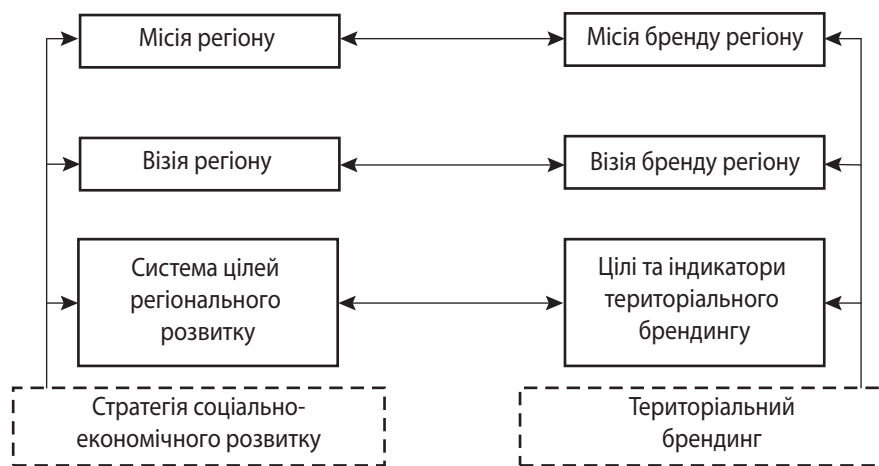 Місія регіону
Місія бренду регіону
Візія регіону
Візія бренду регіону
Система цілей
регіонального
розвитку
Цілі та індикатори
територіального
брендингу
Стратегія соціально-
економічного розвитку
Територіальний
брендинг